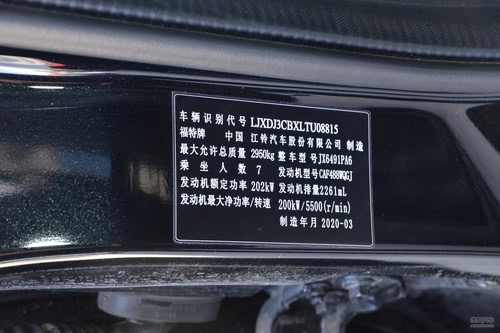 车辆识别代号 LJXDJ3CBXLTU08815
福特牌 中国 江铃汽车股份有限公司 制造
最大允许总质量 2950kg 整车型号 JX6491PA6
乘坐人数 7 发动机型号 CAF488WQGJ
发动机额定功率 202kW 发动机排量 2261mL
发动机最大净功率/转速 200kW/5500(r/min)
制造年月 2020-03